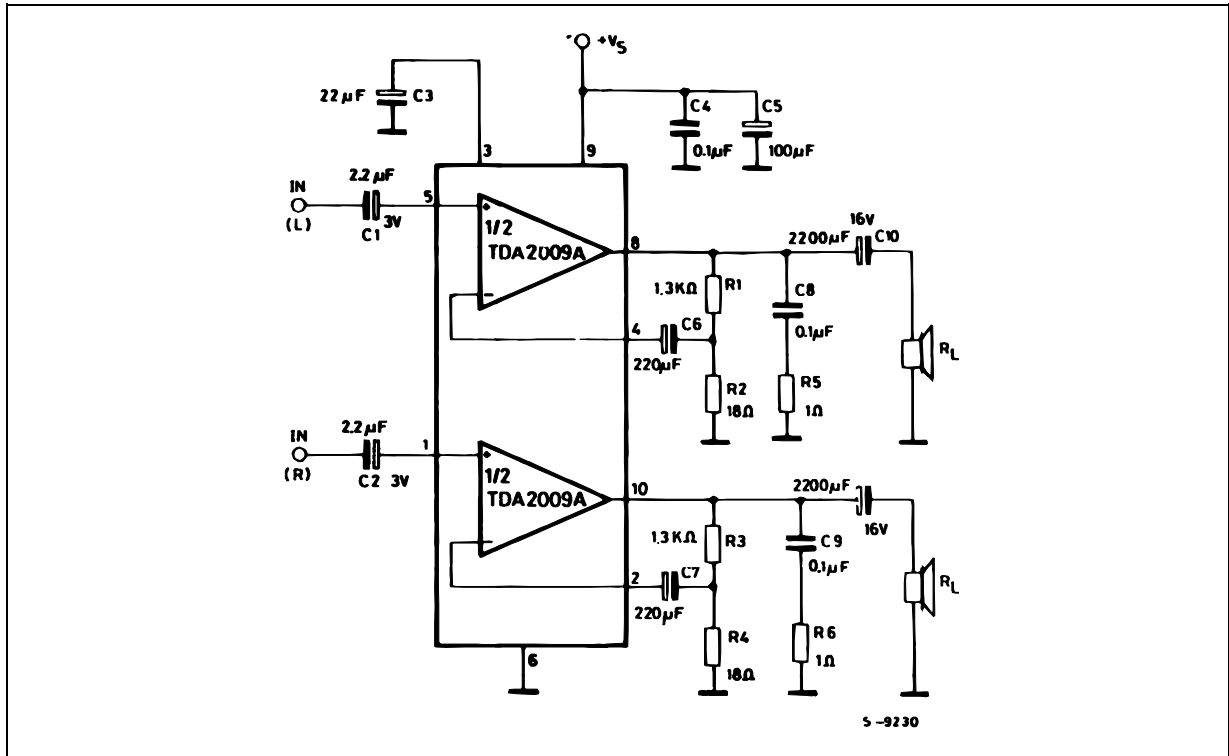 +VS
22µF
C3
C4
0.1µF
C5
100µF
3
9
IN
(L)
2.2µF
C1
3V
5
+
1/2
TDA2009A
−
8
1.3KΩ
R1
4
C6
220µF
R2
18Ω
C8
0.1µF
R5
1Ω
16V
2200µF
C10
RL
IN
(R)
2.2µF
C2
3V
1
+
1/2
TDA2009A
−
10
1.3KΩ
R3
2
C7
220µF
R4
18Ω
C9
0.1µF
R6
1Ω
2200µF
16V
RL
6
S-9230